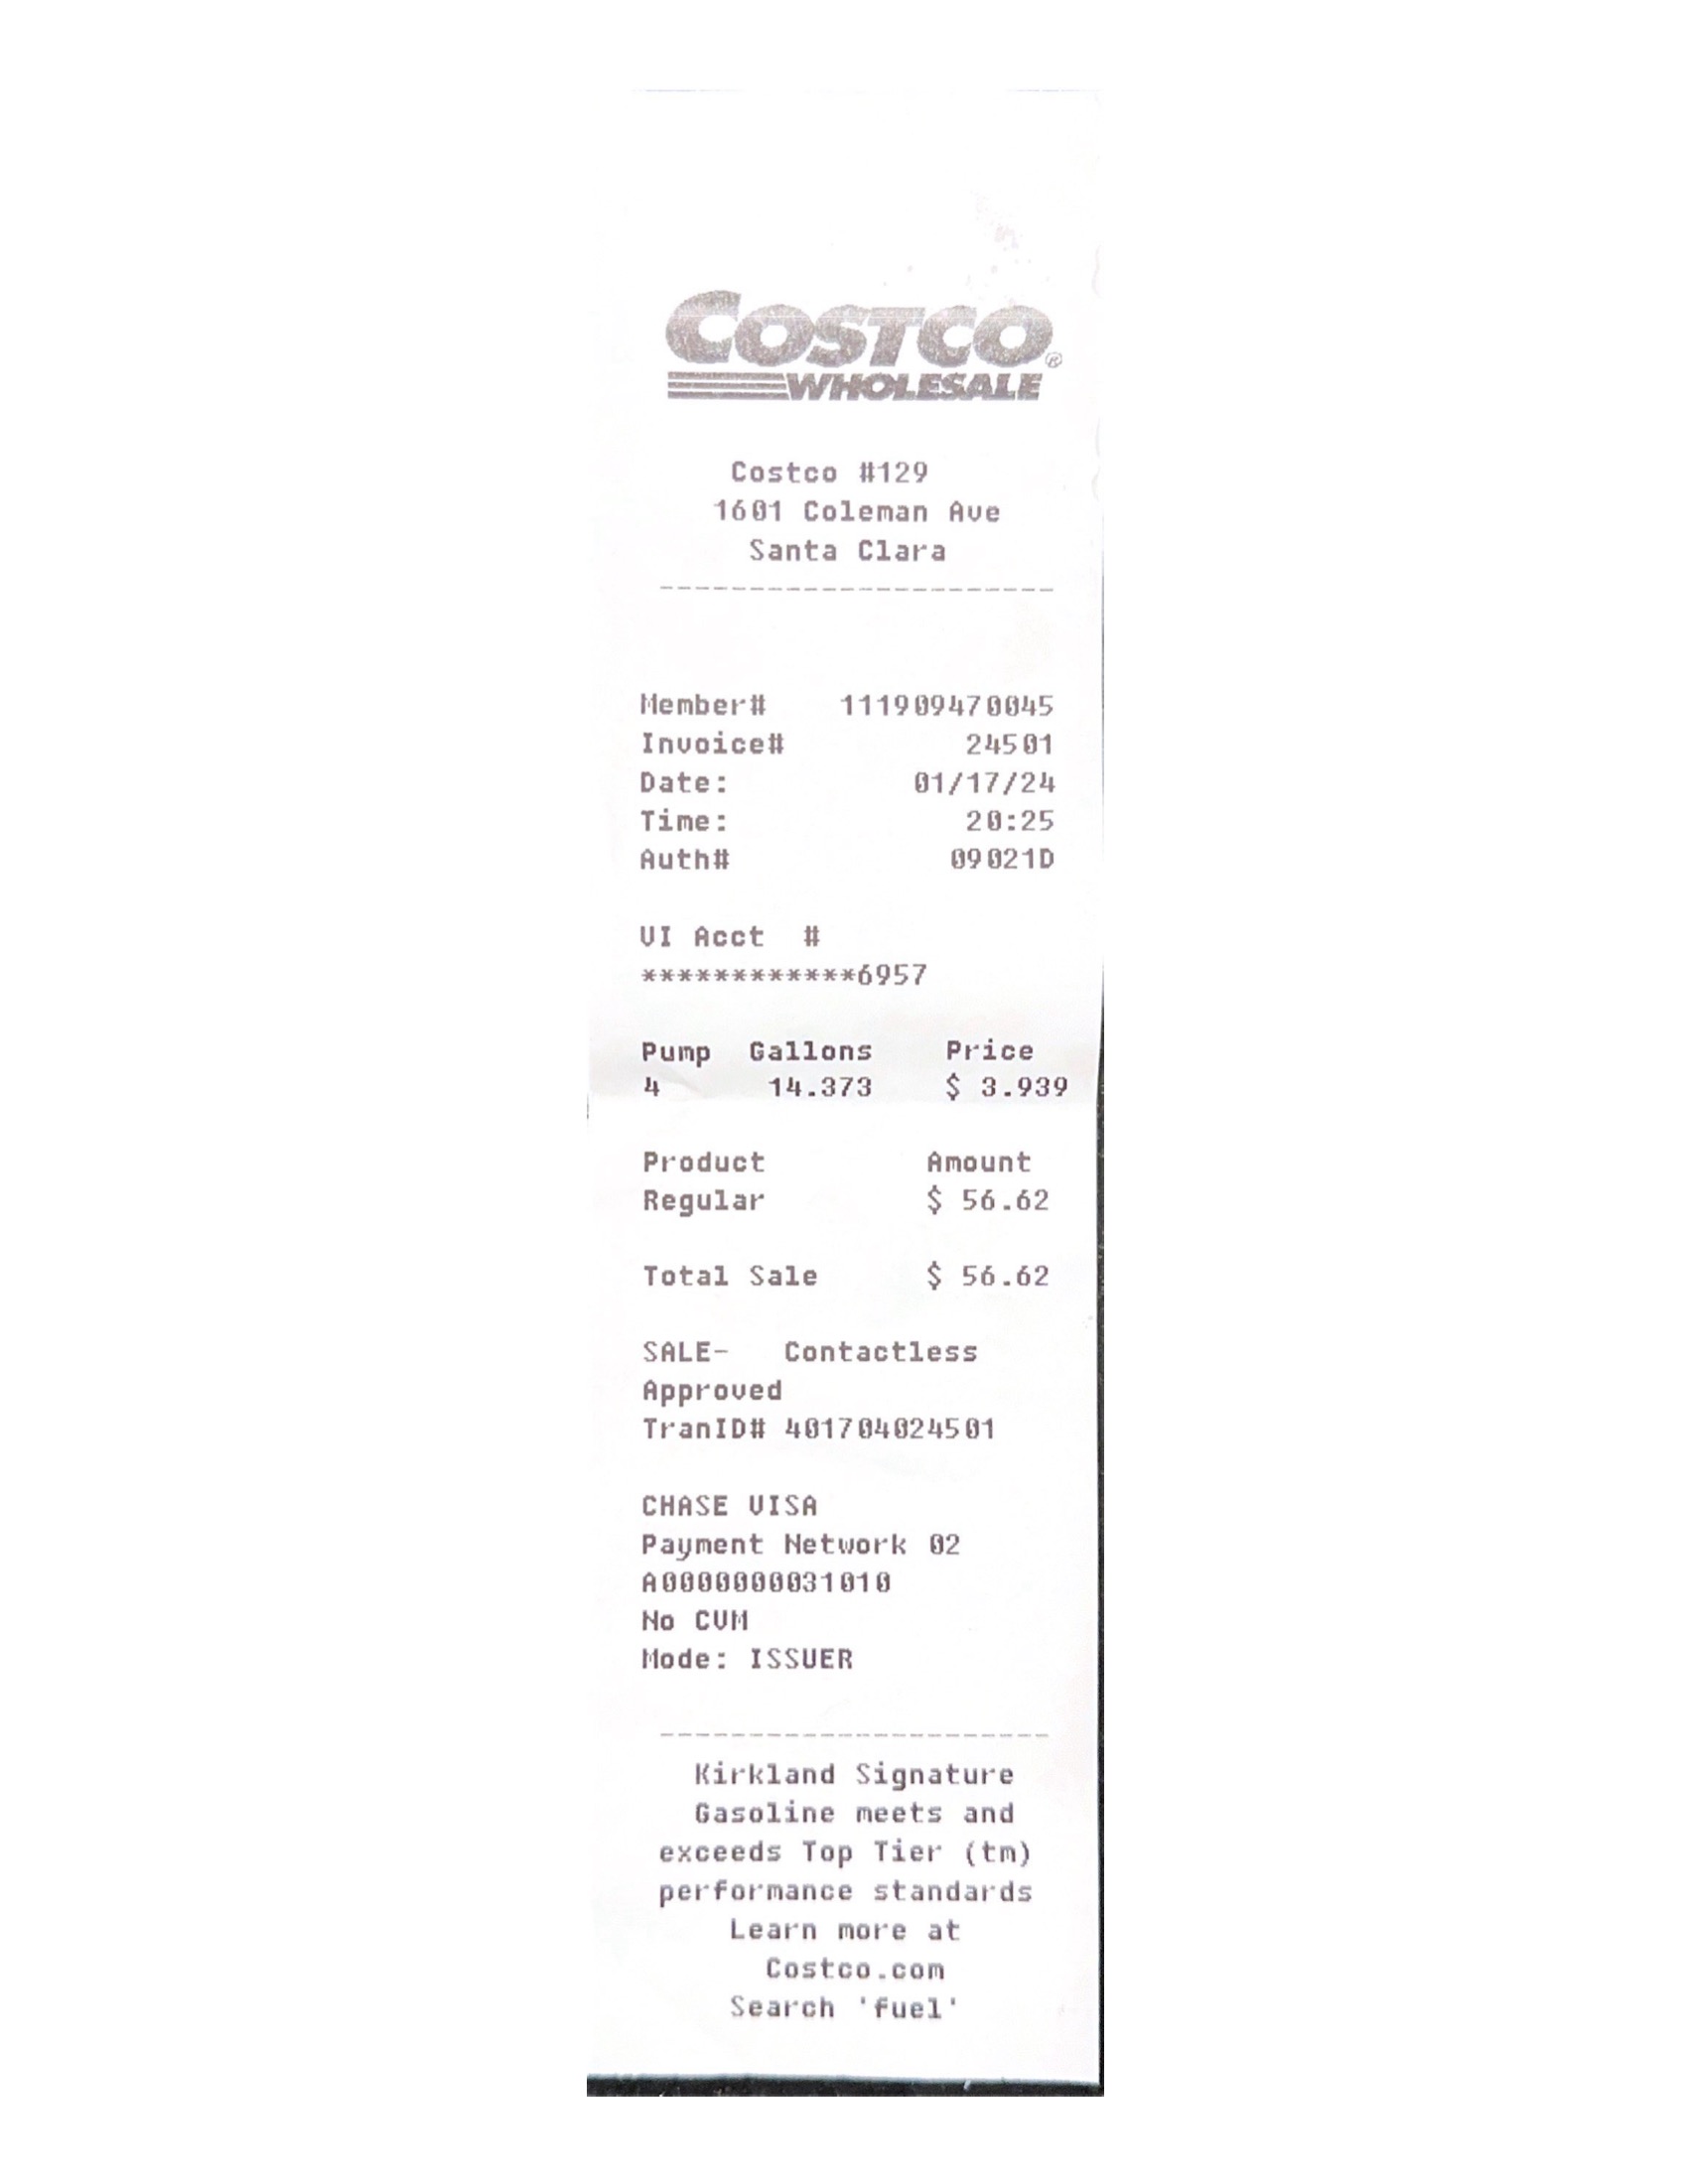 COSTCO®
WHOLESALE
Costco #129
1601 Coleman Ave
Santa Clara
----------------------
Member# 111909470045
Invoice# 24501
Date: 01/17/24
Time: 20:25
Auth# 09021D
VI Acct #
************6957
Pump Gallons Price
4 14.373 $ 3.939
Product Amount
Regular $ 56.62
Total Sale $ 56.62
SALE- Contactless
Approved
TranID# 401704024501
CHASE VISA
Payment Network 02
A0000000031010
No CVM
Mode: ISSUER
----------------------
Kirkland Signature
Gasoline meets and
exceeds Top Tier (tm)
performance standards
Learn more at
Costco.com
Search 'fuel'